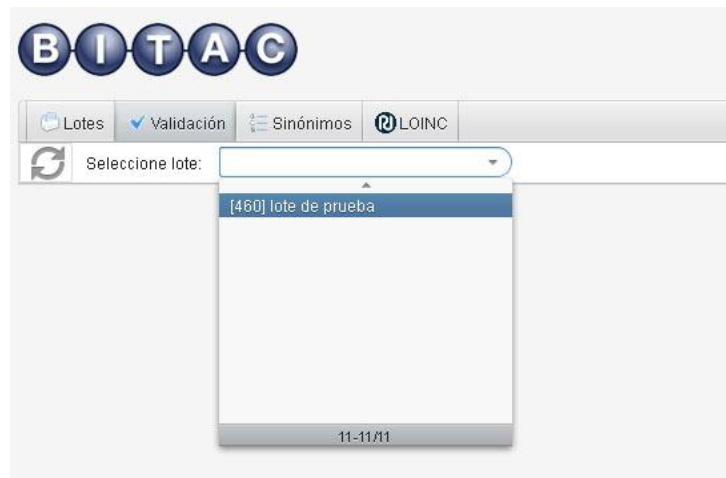 BITAC
Lotes Validación Sinónimos LOINC
Seleccione lote:
[460] lote de prueba
11-11/11